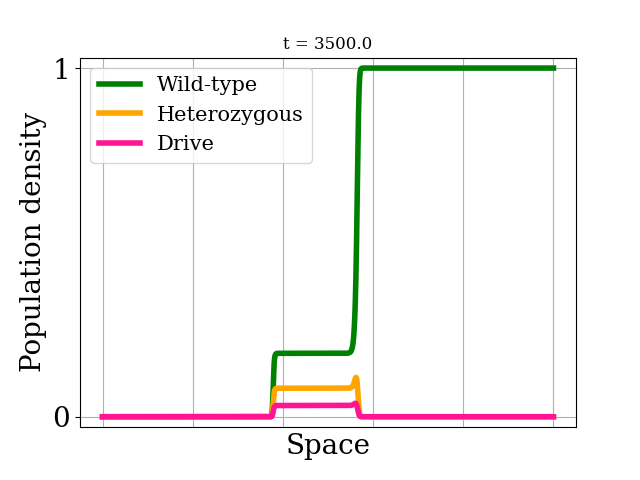 t = 3500.0
1
Wild-type
Heterozygous
Drive
Population density
0
Space